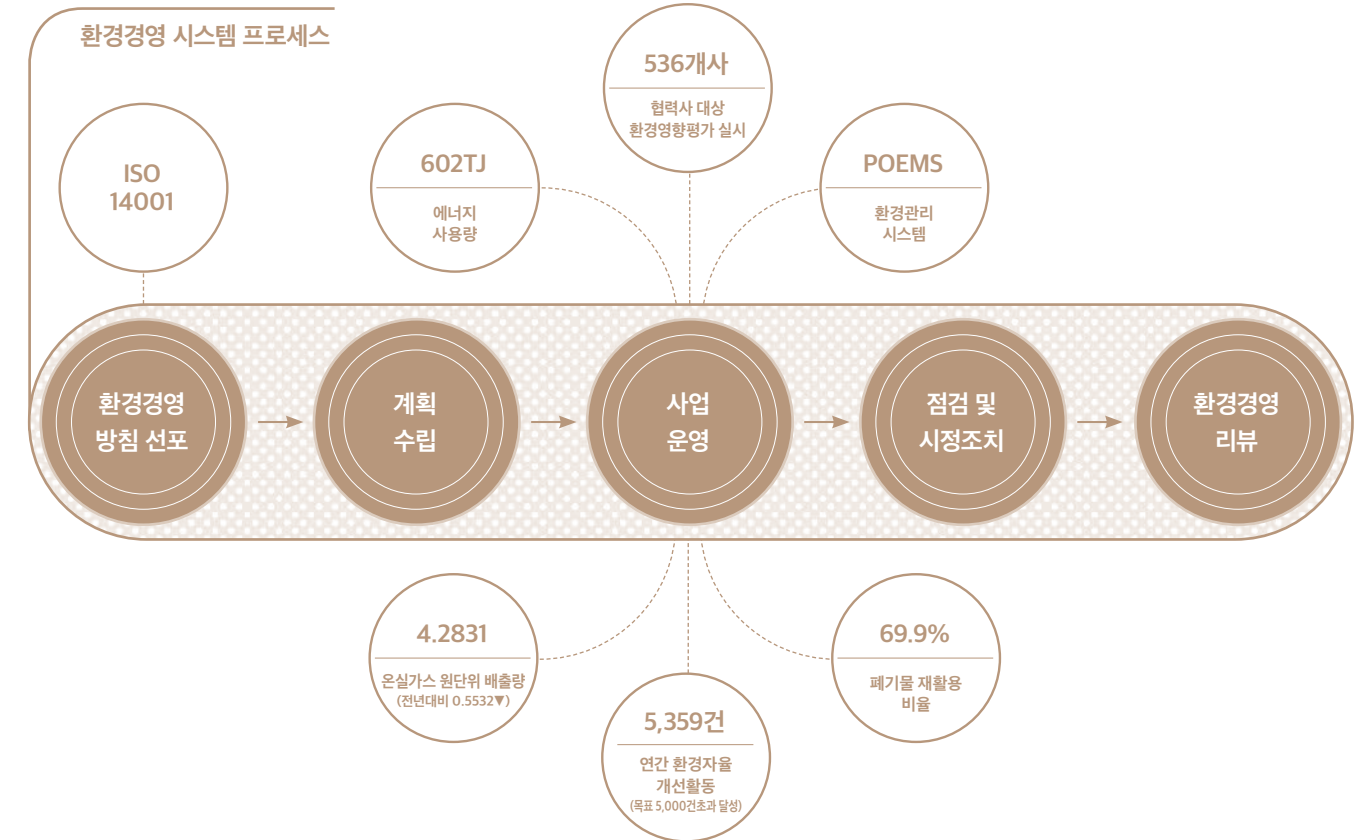 환경경영 시스템 프로세스
536개사
협력사 대상
환경영향평가 실시
ISO
14001
602TJ
에너지
사용량
POEMS
환경관리
시스템
환경경영
방침 선포
계획
수립
사업
운영
점검 및
시정조치
환경경영
리뷰
4.2831
온실가스 원단위 배출량
(전년대비 0.5532▼)
5,359건
연간 환경자율
개선활동
(목표 5,000건초과 달성)
69.9%
폐기물 재활용
비율